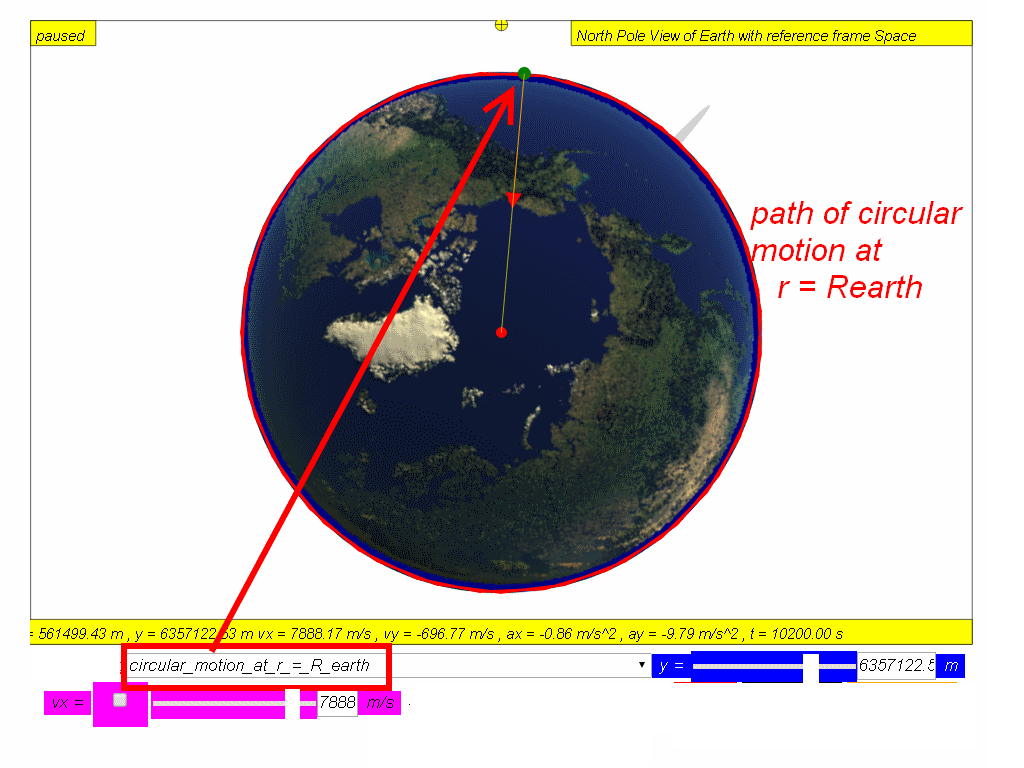 paused
North Pole View of Earth with reference frame Space
path of circular
motion at
r = Rearth
= 561499.43 m , y = 6357122.53 m vx = 7888.17 m/s , vy = -696.77 m/s , ax = -0.86 m/s^2 , ay = -9.79 m/s^2 , t = 10200.00 s
circular_motion_at_r_=_R_earth
y =
6357122.5
m
vx =
7888
m/s